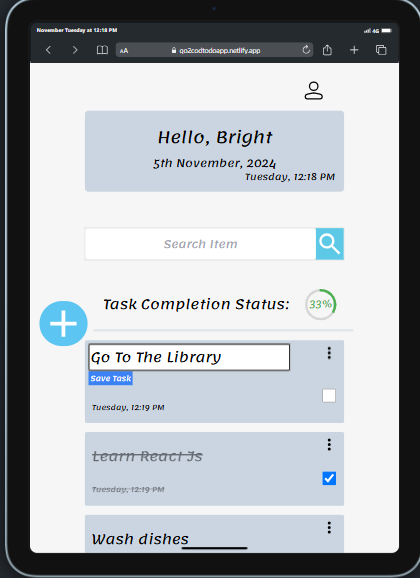 November Tuesday at 12:18 PM
4G
AA
go2codtodoapp.netlify.app
Hello, Bright
5th November, 2024
Tuesday, 12:18 PM
Search Item
Task Completion Status:
33%
Go To The Library
Save Task
Tuesday, 12:19 PM
Learn React Js
Tuesday, 12:19 PM
Wash dishes